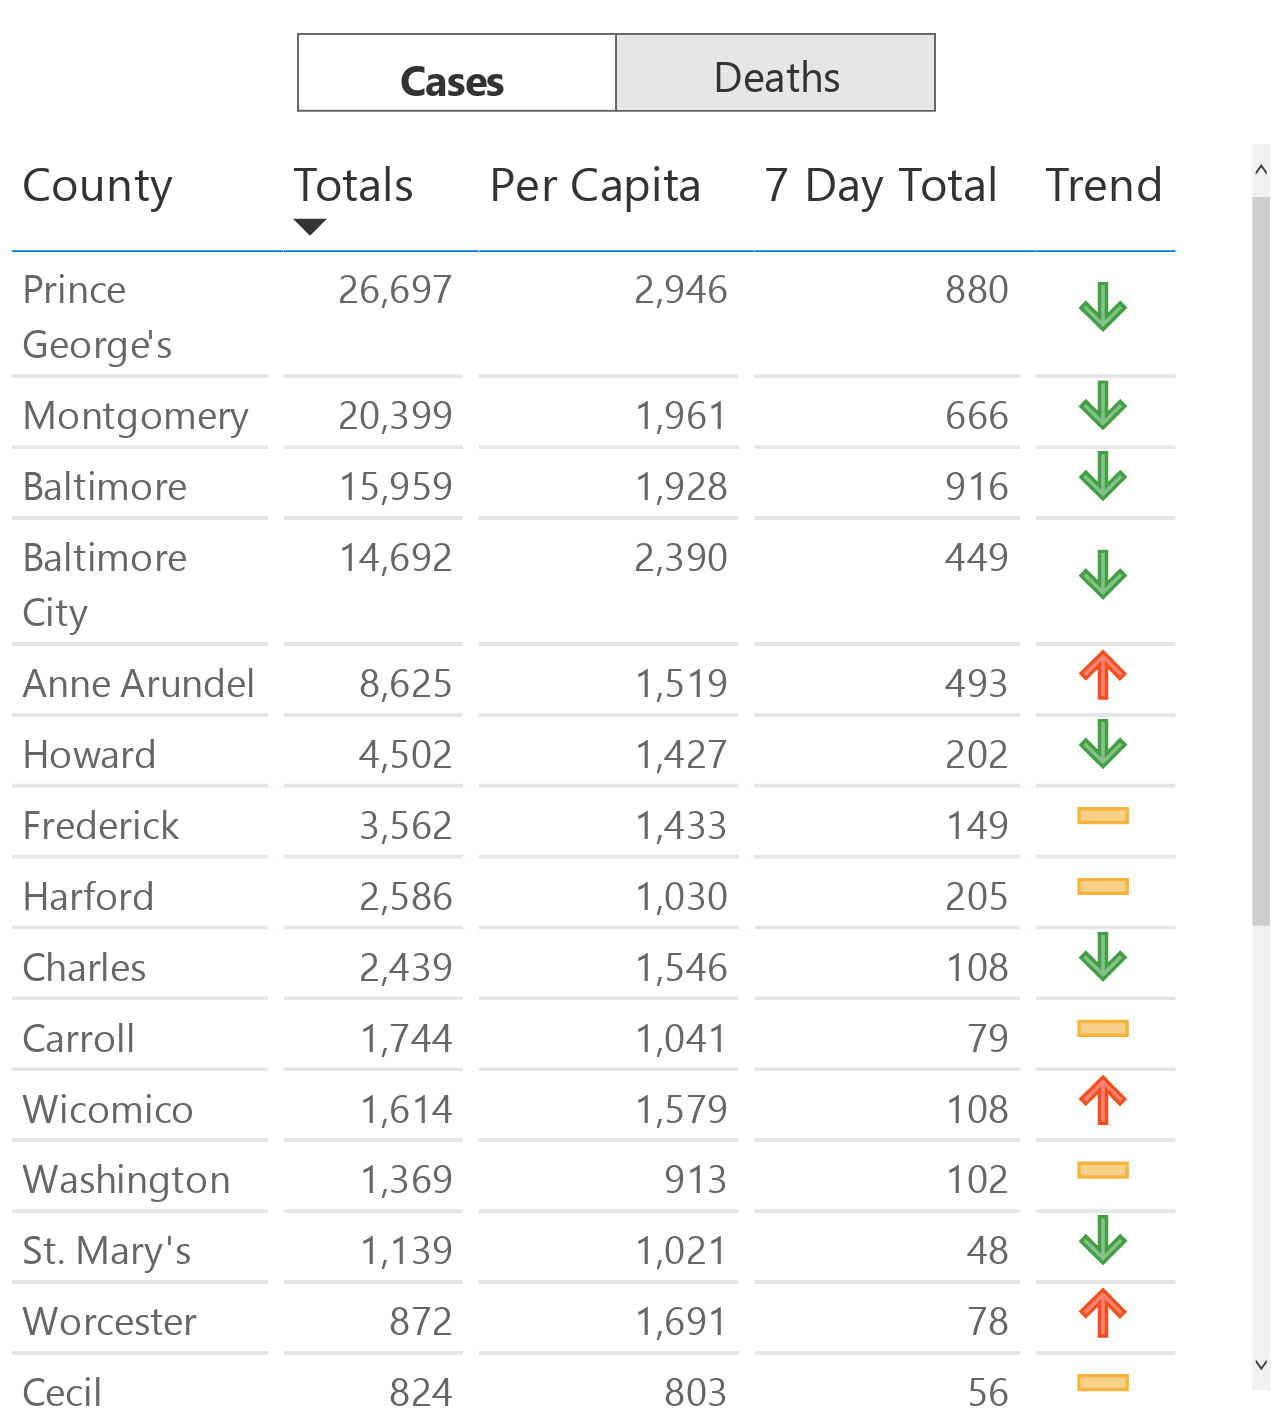 Cases Deaths
County Totals Per Capita 7 Day Total Trend
Prince 26,697 2,946 880
George's
Montgomery 20,399 1,961 666
Baltimore 15,959 1,928 916
Baltimore 14,692 2,390 449
City
Anne Arundel 8,625 1,519 493
Howard 4,502 1,427 202
Frederick 3,562 1,433 149
Harford 2,586 1,030 205
Charles 2,439 1,546 108
Carroll 1,744 1,041 79
Wicomico 1,614 1,579 108
Washington 1,369 913 102
St. Mary's 1,139 1,021 48
Worcester 872 1,691 78
Cecil 824 803 56